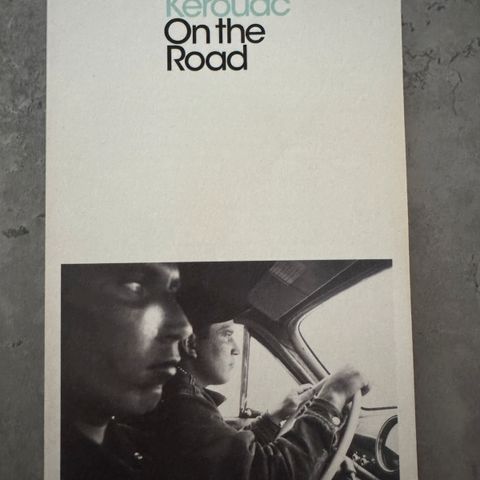 Kerouac
On the
Road